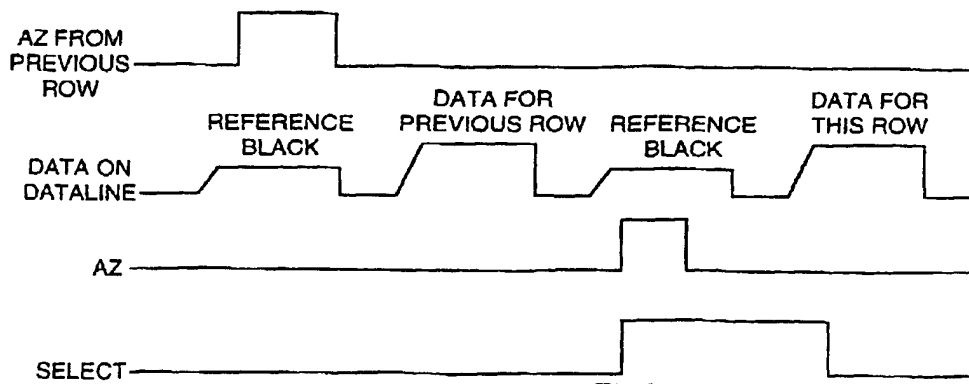 AZ FROM
PREVIOUS
ROW
DATA FOR
PREVIOUS ROW
DATA FOR
THIS ROW
REFERENCE
BLACK
REFERENCE
BLACK
DATA ON
DATALINE
AZ
SELECT